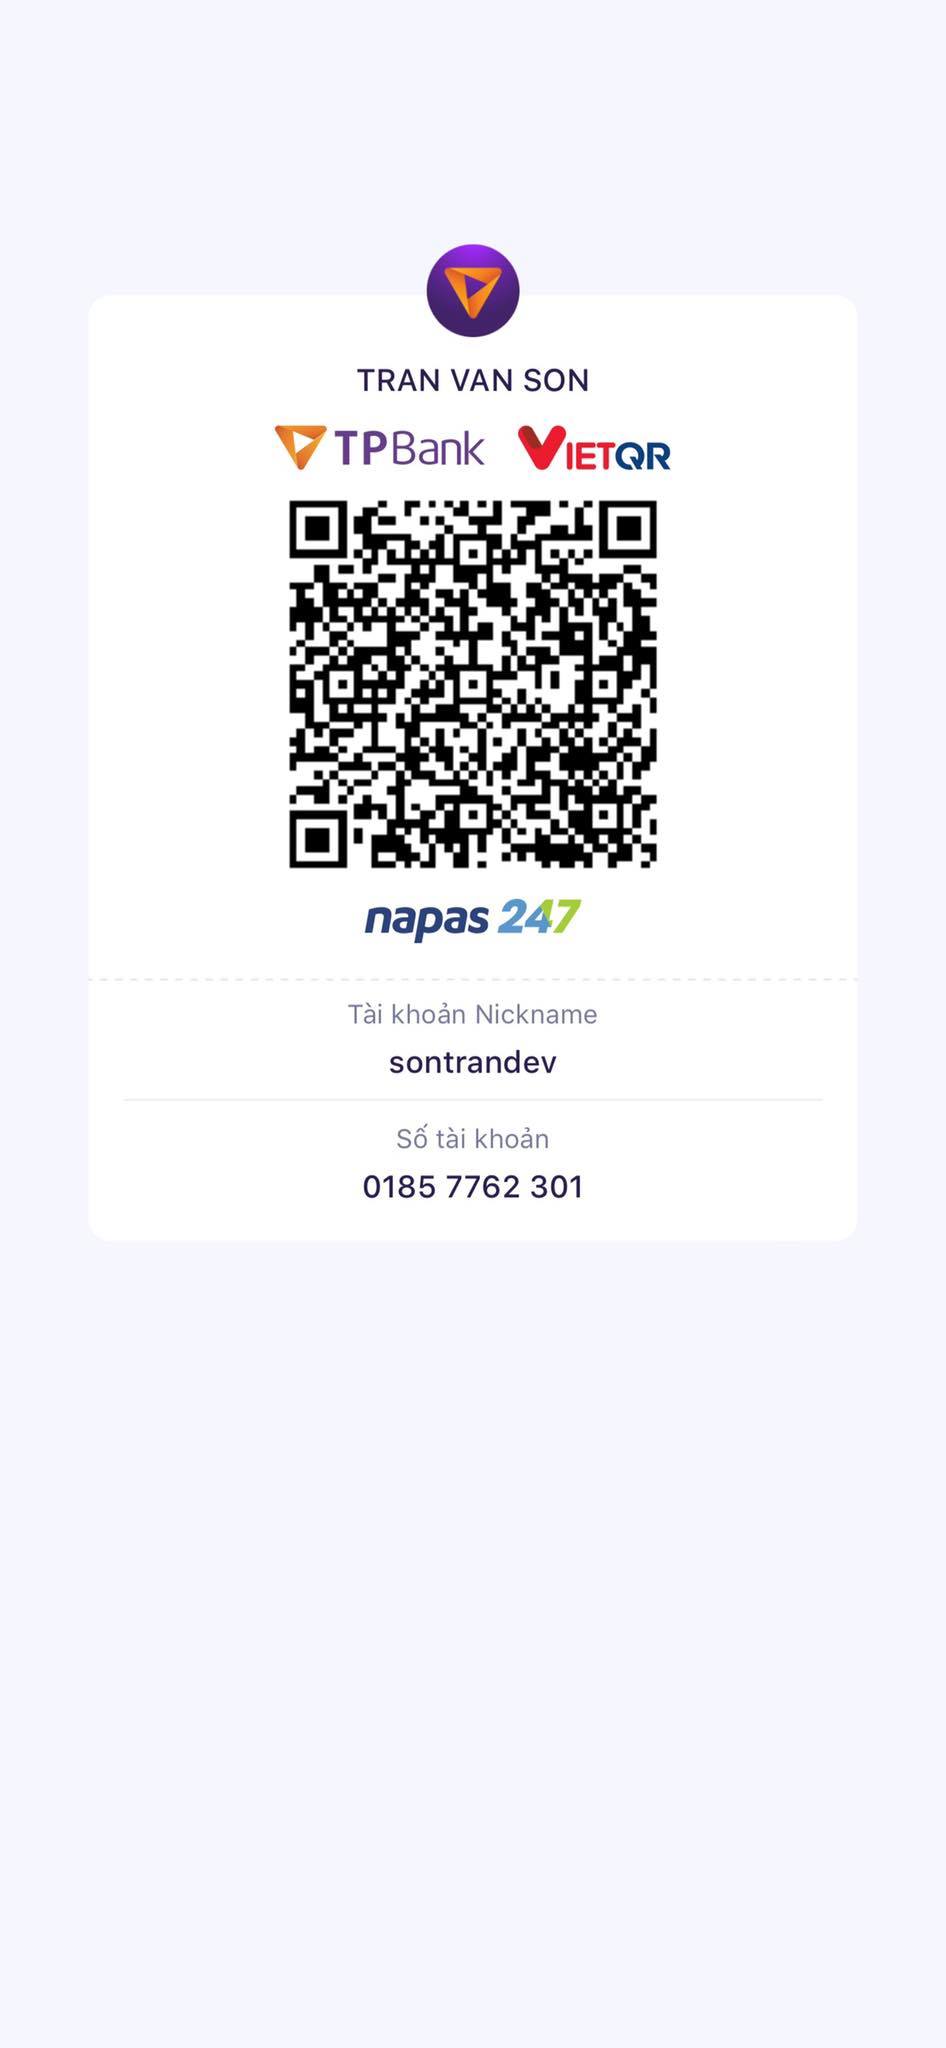 TRAN VAN SON
TPBank VIETQR
napas 247
Tài khoản Nickname
sontrandev
Số tài khoản
0185 7762 301